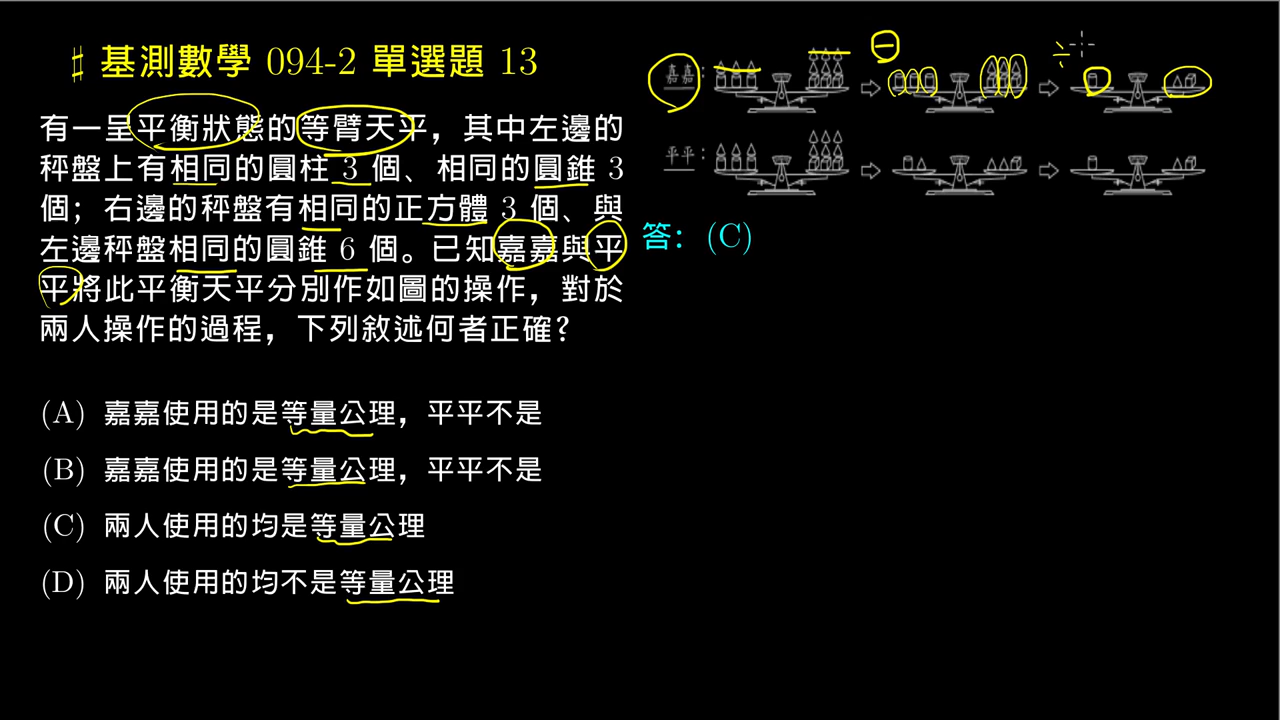 ♯ 基測數學 094-2 單選題 13
有一呈平衡狀態的等臂天平，其中左邊的
秤盤上有相同的圓柱 3 個、相同的圓錐 3
個；右邊的秤盤有相同的正方體 3 個、與
左邊秤盤相同的圓錐 6 個。已知嘉嘉與平
平將此平衡天平分別作如圖的操作，對於
兩人操作的過程，下列敘述何者正確？
(A) 嘉嘉使用的是等量公理，平平不是
(B) 嘉嘉使用的是等量公理，平平不是
(C) 兩人使用的均是等量公理
(D) 兩人使用的均不是等量公理
嘉嘉：
平平：
答：(C)